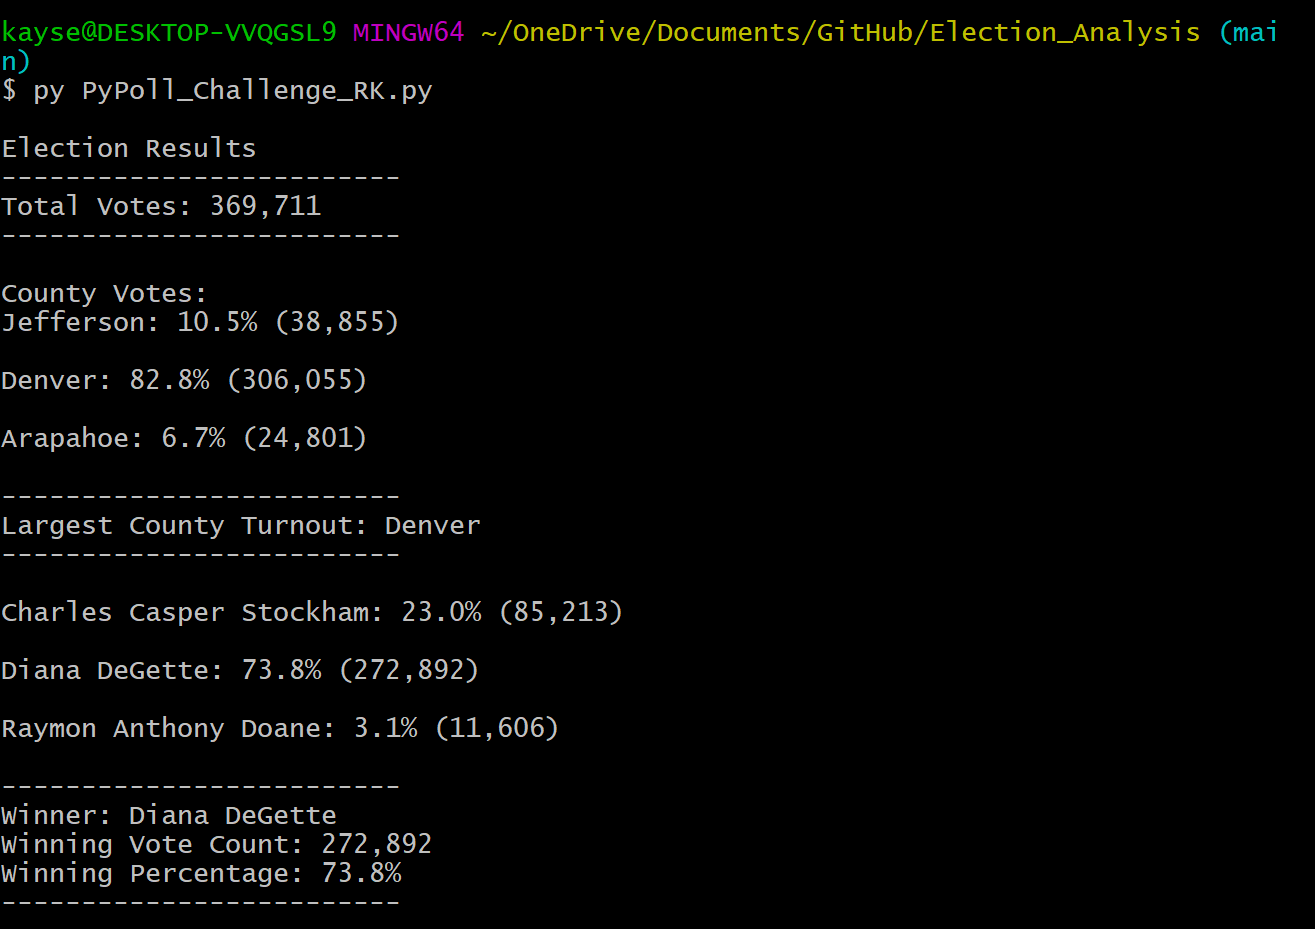 kayse@DESKTOP-VVQGSL9 MINGW64 ~/OneDrive/Documents/GitHub/Election_Analysis (mai
n)
$ py PyPoll_Challenge_RK.py
Election Results
-------------------------
Total Votes: 369,711
-------------------------
County Votes:
Jefferson: 10.5% (38,855)
Denver: 82.8% (306,055)
Arapahoe: 6.7% (24,801)
-------------------------
Largest County Turnout: Denver
-------------------------
Charles Casper Stockham: 23.0% (85,213)
Diana DeGette: 73.8% (272,892)
Raymon Anthony Doane: 3.1% (11,606)
-------------------------
Winner: Diana DeGette
Winning Vote Count: 272,892
Winning Percentage: 73.8%
-------------------------